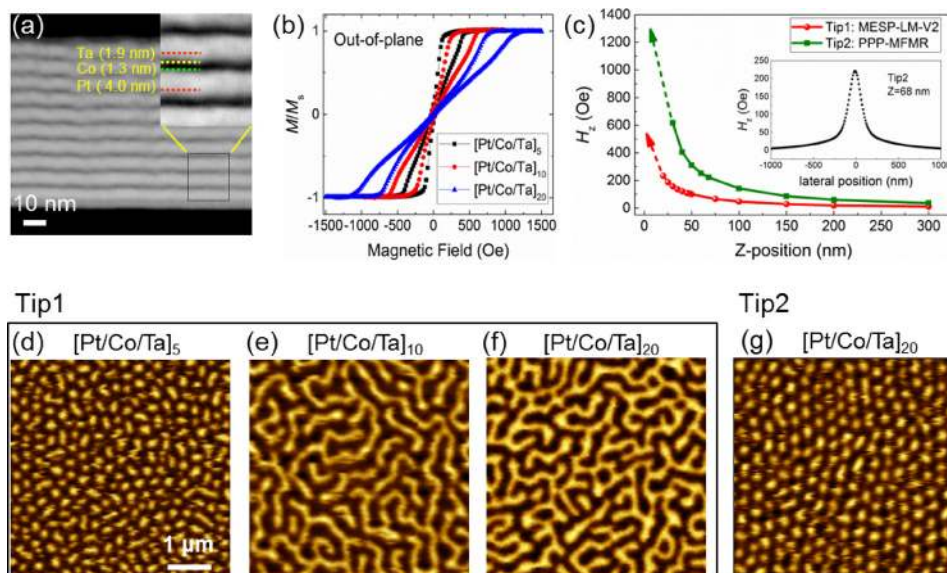 (a)
Ta (1.9 nm)
Co (1.3 nm)
Pt (4.0 nm)
10 nm
(b)
Out-of-plane
M/Ms
1
0
-1
[Pt/Co/Ta]5
[Pt/Co/Ta]10
[Pt/Co/Ta]20
-1500 -1000 -500 0 500 1000 1500
Magnetic Field (Oe)
(c)
Hz (Oe)
1400
1200
1000
800
600
400
200
0
Tip1: MESP-LM-V2
Tip2: PPP-MFMR
Hz (Oe)
250
200
150
100
50
0
Tip2
Z=68 nm
-1000 -500 0 500 1000
lateral position (nm)
0 50 100 150 200 250 300
Z-position (nm)
Tip1
Tip2
(d) [Pt/Co/Ta]5
(e) [Pt/Co/Ta]10
(f) [Pt/Co/Ta]20
(g) [Pt/Co/Ta]20
1 µm